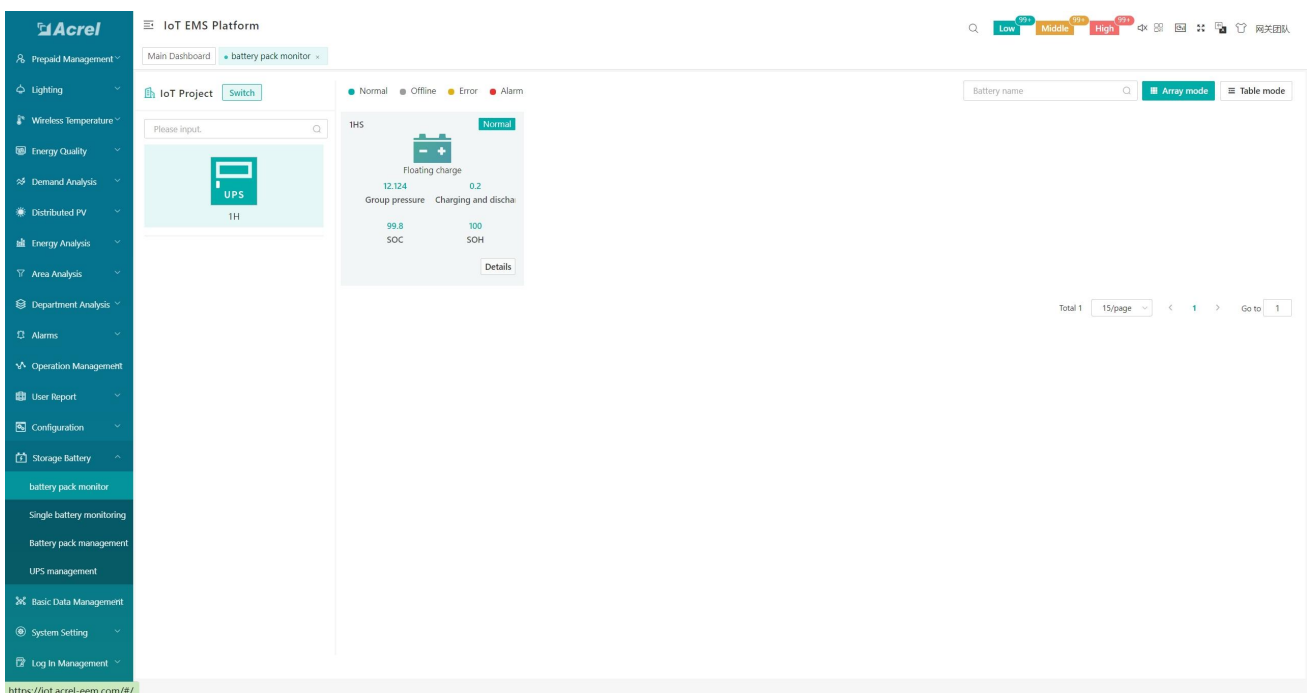 Acrel
IoT EMS Platform
Low 99+ Middle 99+ High 99+ 网关团队
Main Dashboard battery pack monitor ×
Prepaid Management
Lighting
Wireless Temperature
Energy Quality
Demand Analysis
Distributed PV
Energy Analysis
Area Analysis
Department Analysis
Alarms
Operation Management
User Report
Configuration
Storage Battery
battery pack monitor
Single battery monitoring
Battery pack management
UPS management
Basic Data Management
System Setting
Log In Management
https://iot.acrel-eem.com/#/
IoT Project Switch
Please input.
UPS
1H
Normal Offline Error Alarm
Battery name
Array mode Table mode
1HS Normal
Floating charge
12.124 0.2
Group pressure Charging and discha
99.8 100
SOC SOH
Details
Total 1 15/page < 1 > Go to 1